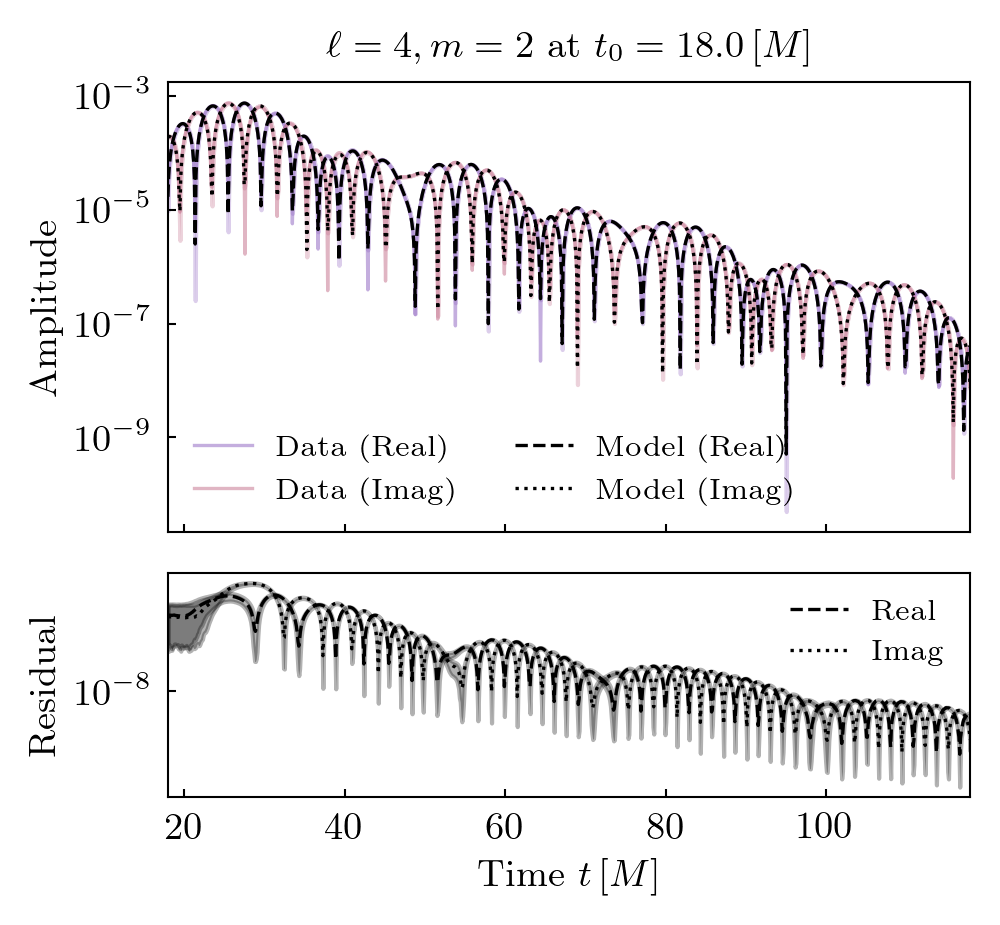 ℓ = 4, m = 2 at t₀ = 18.0 [M]
10⁻³
10⁻⁵
10⁻⁷
10⁻⁹
Amplitude
Data (Real)
Data (Imag)
Model (Real)
Model (Imag)
Residual
10⁻⁸
Real
Imag
20 40 60 80 100
Time t [M]